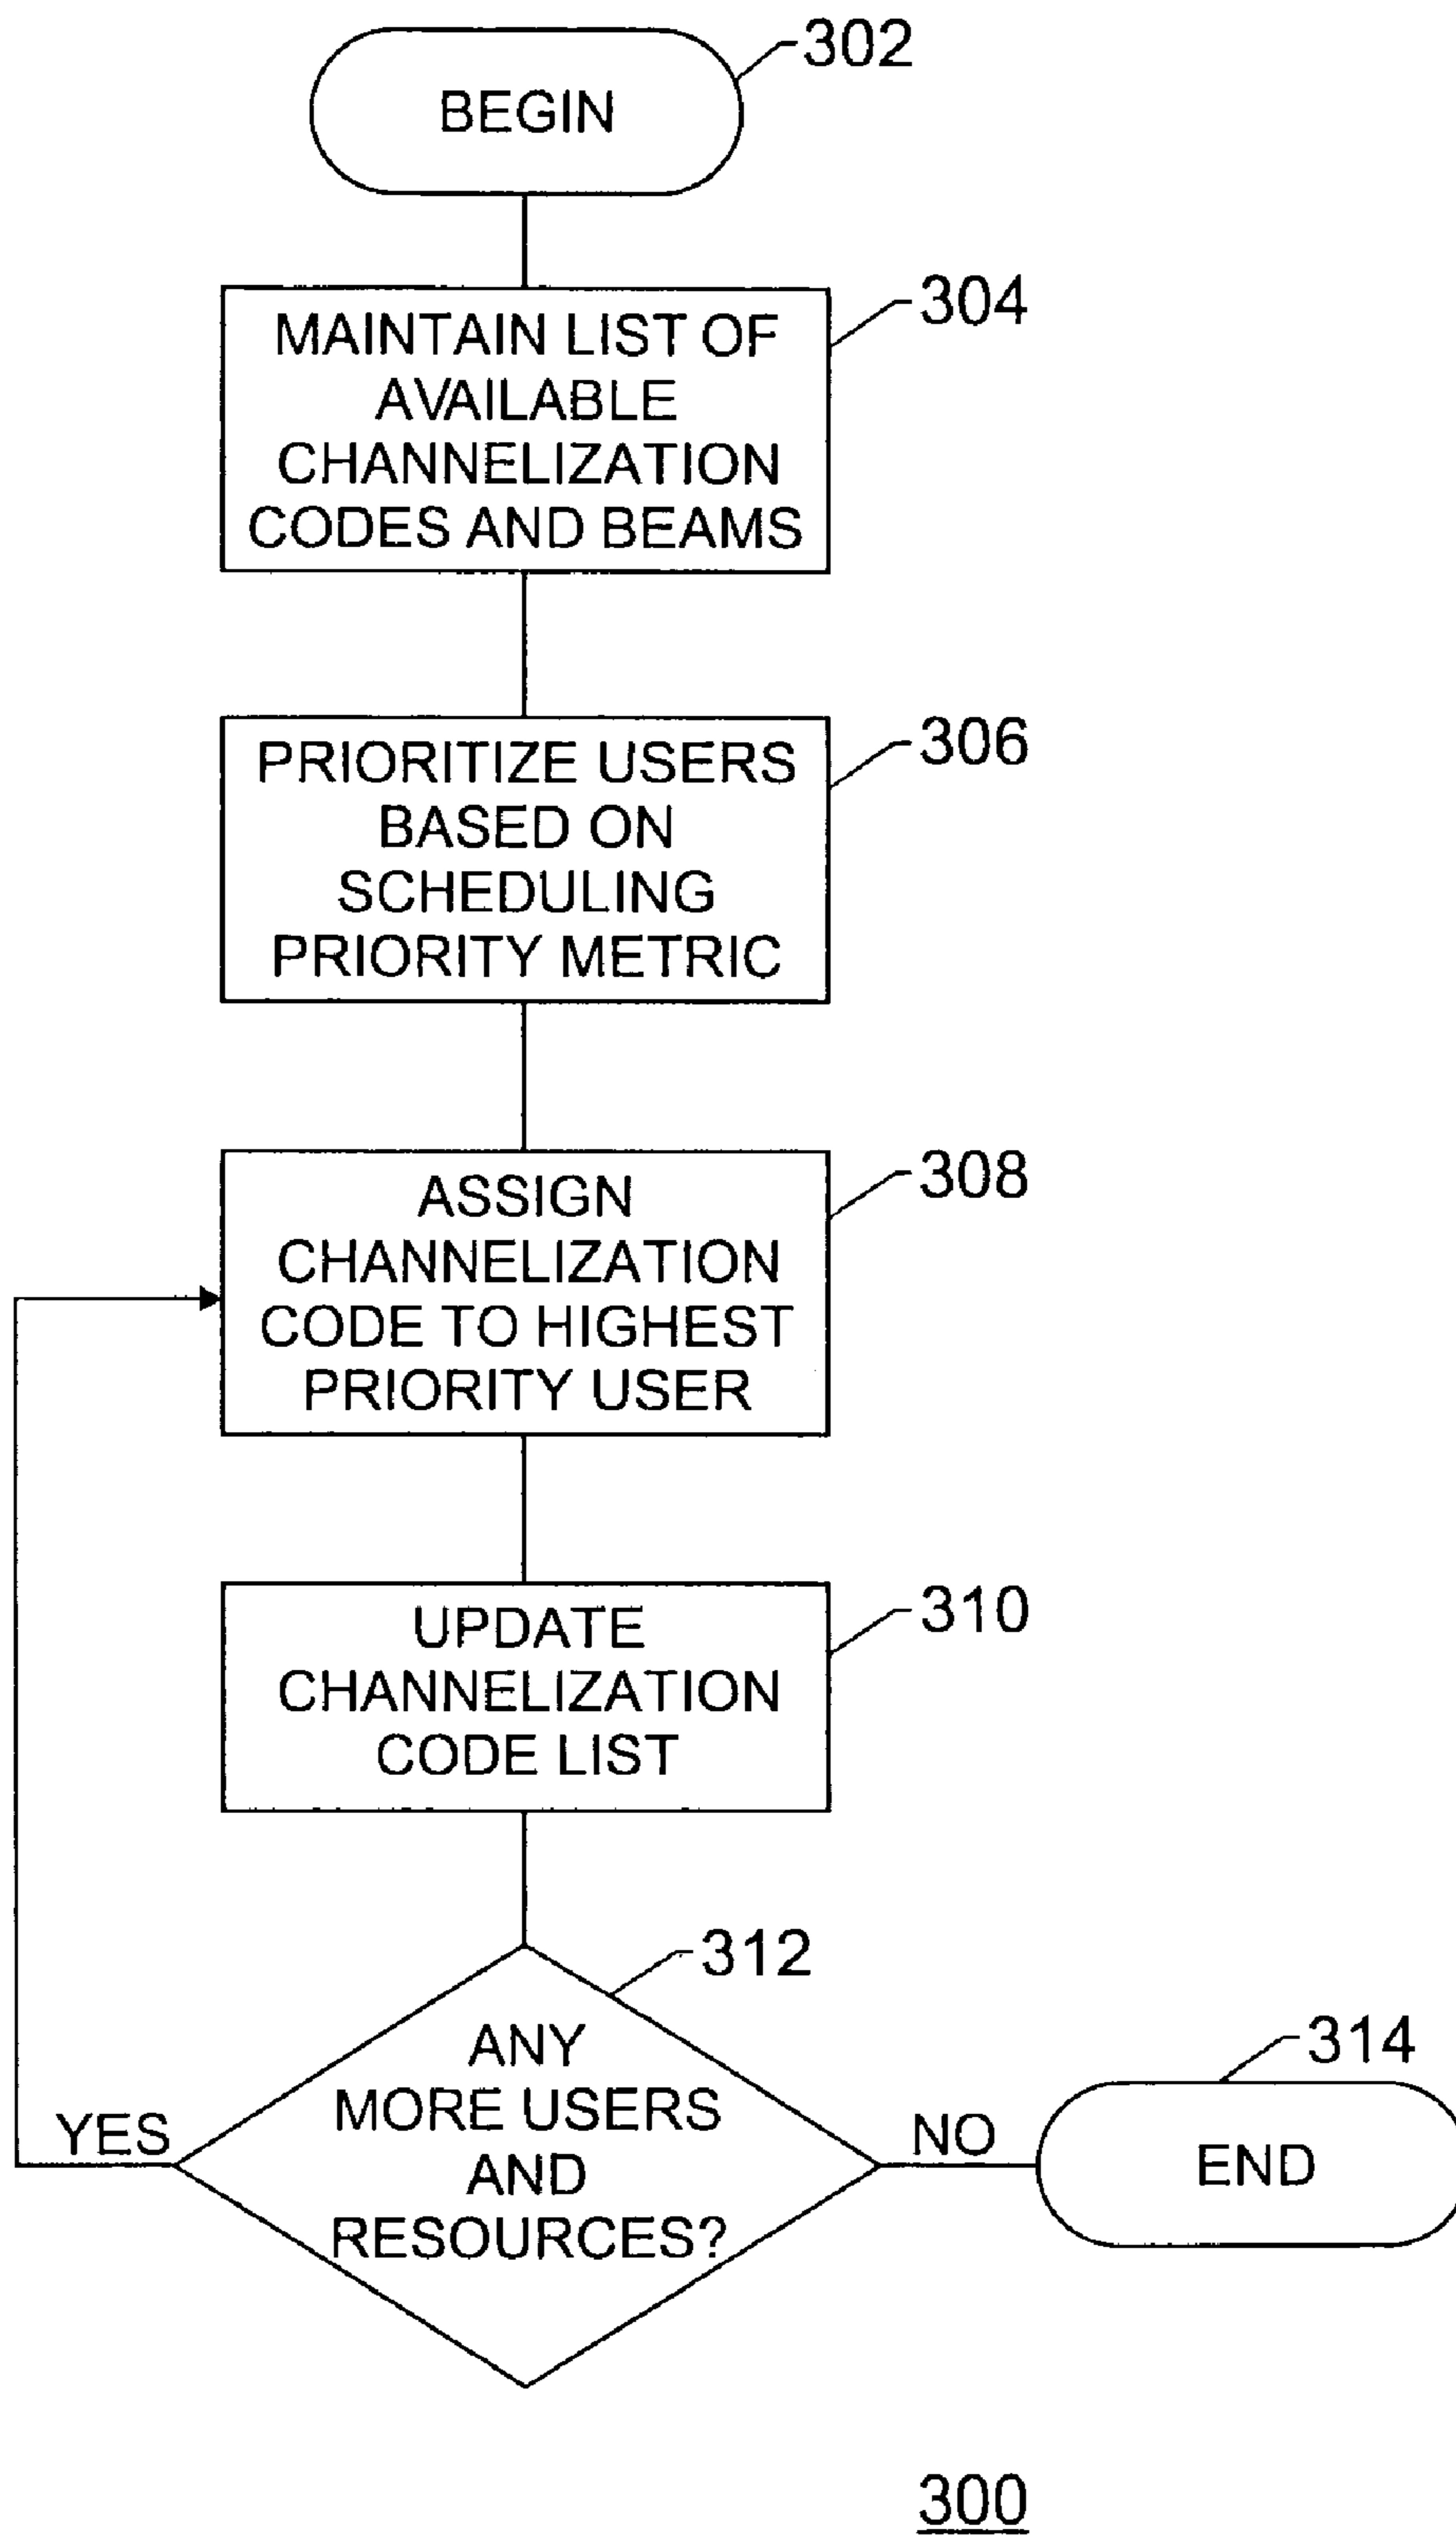 302
BEGIN
304
MAINTAIN LIST OF
AVAILABLE
CHANNELIZATION
CODES AND BEAMS
306
PRIORITIZE USERS
BASED ON
SCHEDULING
PRIORITY METRIC
308
ASSIGN
CHANNELIZATION
CODE TO HIGHEST
PRIORITY USER
310
UPDATE
CHANNELIZATION
CODE LIST
312
ANY
MORE USERS
AND
RESOURCES?
YES
NO
314
END
300